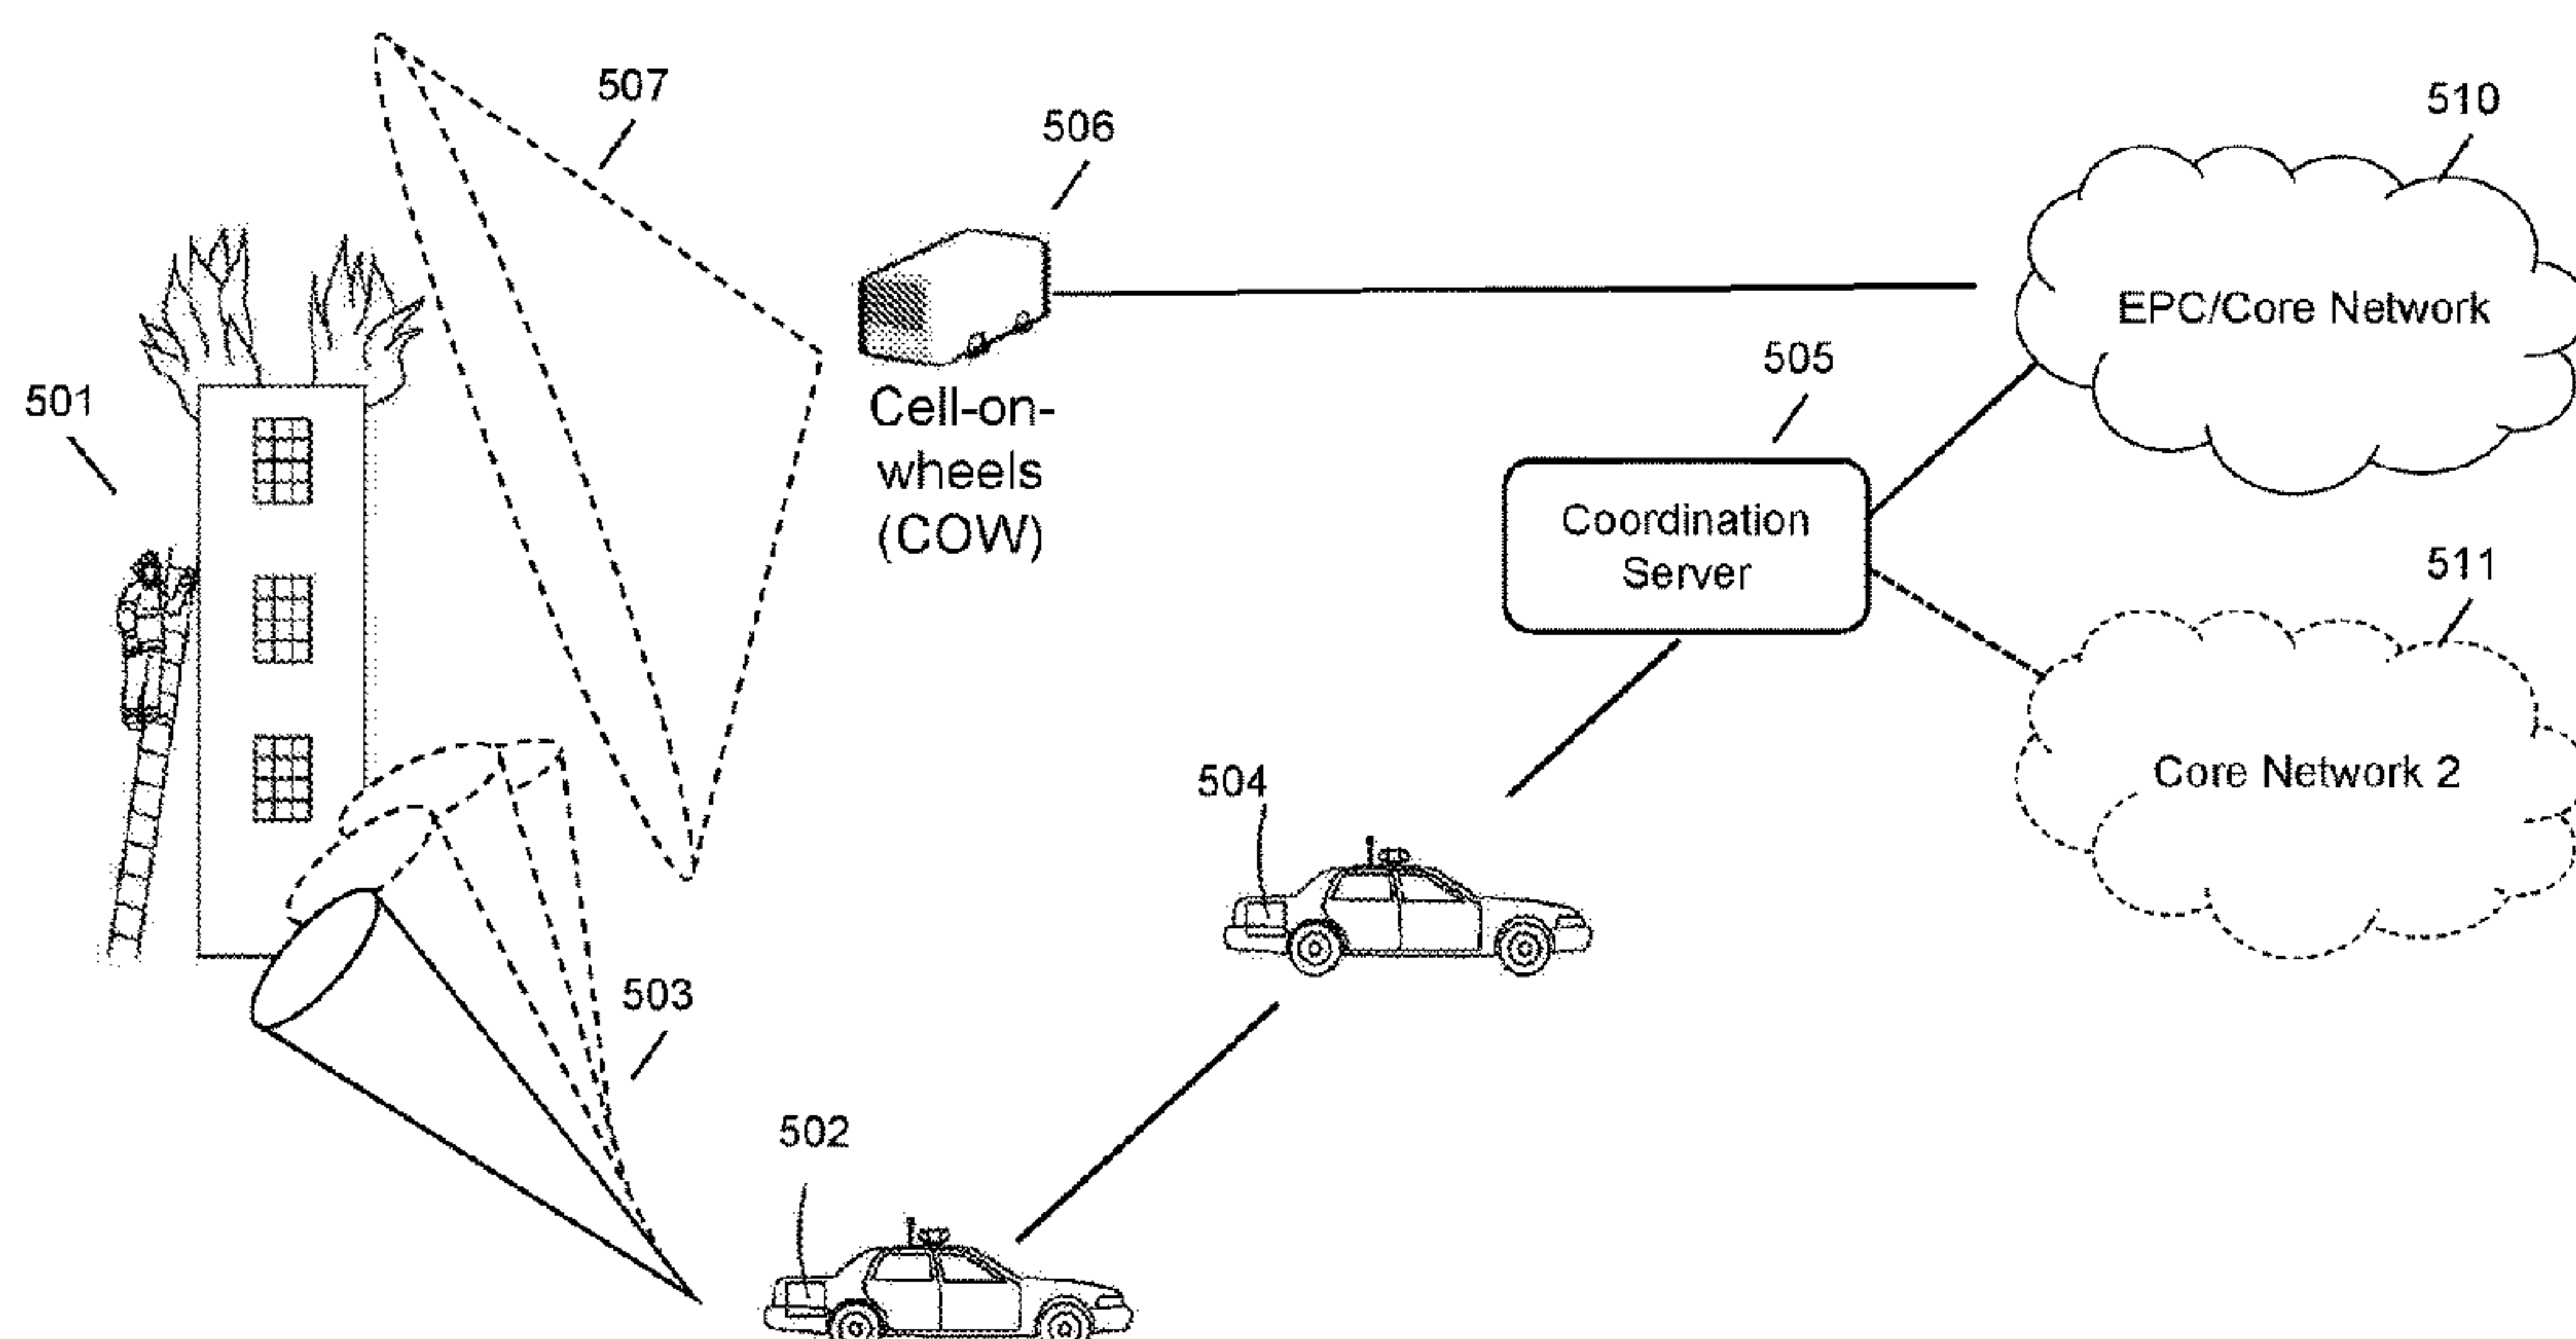 507
506
510
EPC/Core Network
505
501
Cell-on-
wheels
(COW)
Coordination
Server
511
504
Core Network 2
503
502